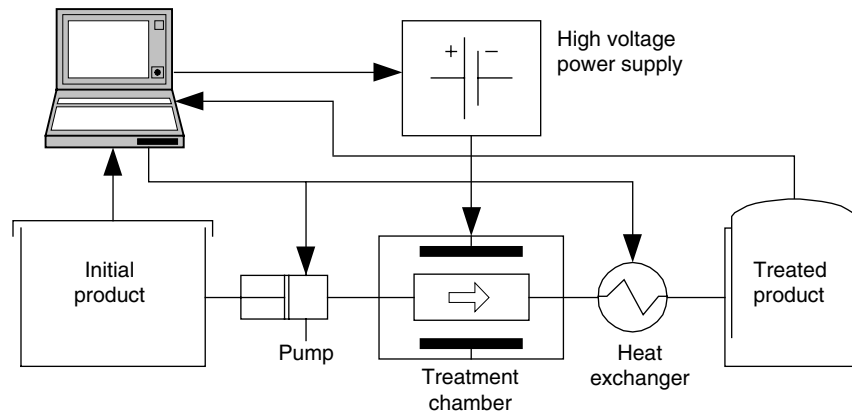 High voltage
power supply
+ −
Initial
product
Pump
Treatment
chamber
Heat
exchanger
Treated
product